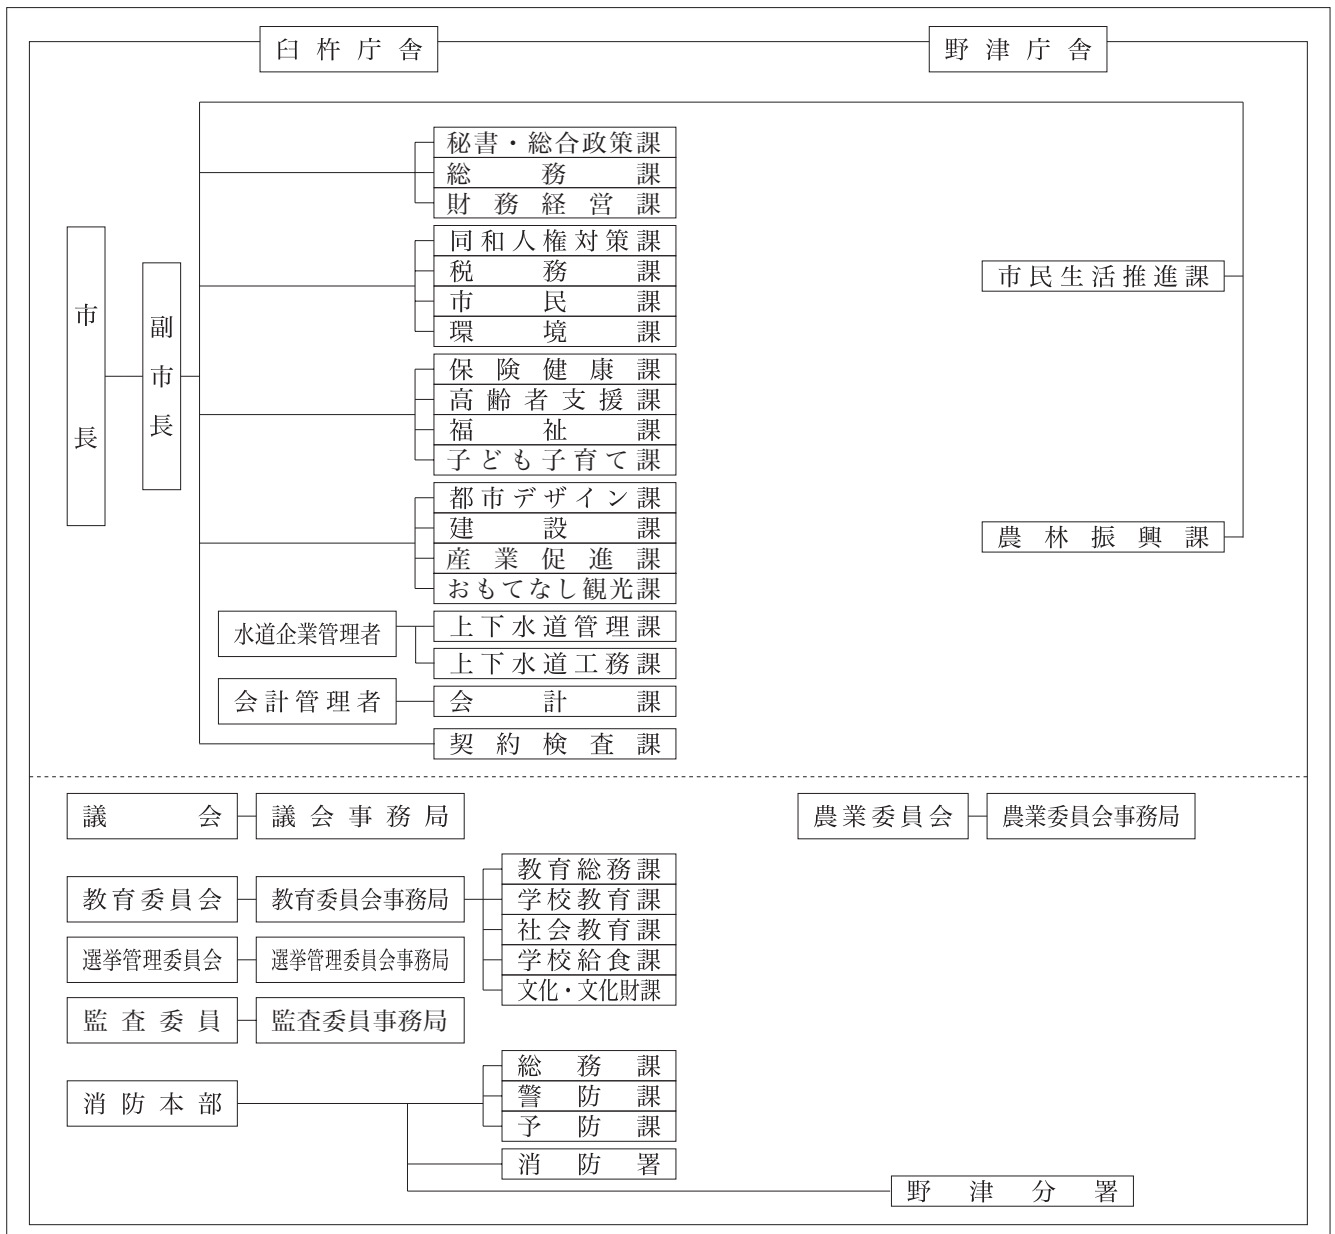 臼杵庁舎
野津庁舎
市長
副市長
秘書・総合政策課
総務課
財務経営課
同和人権対策課
税務課
市民課
環境課
保険健康課
高齢者支援課
福祉課
子ども子育て課
都市デザイン課
建設課
産業促進課
おもてなし観光課
水道企業管理者
上下水道管理課
上下水道工務課
会計管理者
会計課
契約検査課
市民生活推進課
農林振興課
議会
議会事務局
農業委員会
農業委員会事務局
教育委員会
教育委員会事務局
教育総務課
学校教育課
社会教育課
学校給食課
文化・文化財課
選挙管理委員会
選挙管理委員会事務局
監査委員
監査委員事務局
消防本部
総務課
警防課
予防課
消防署
野津分署